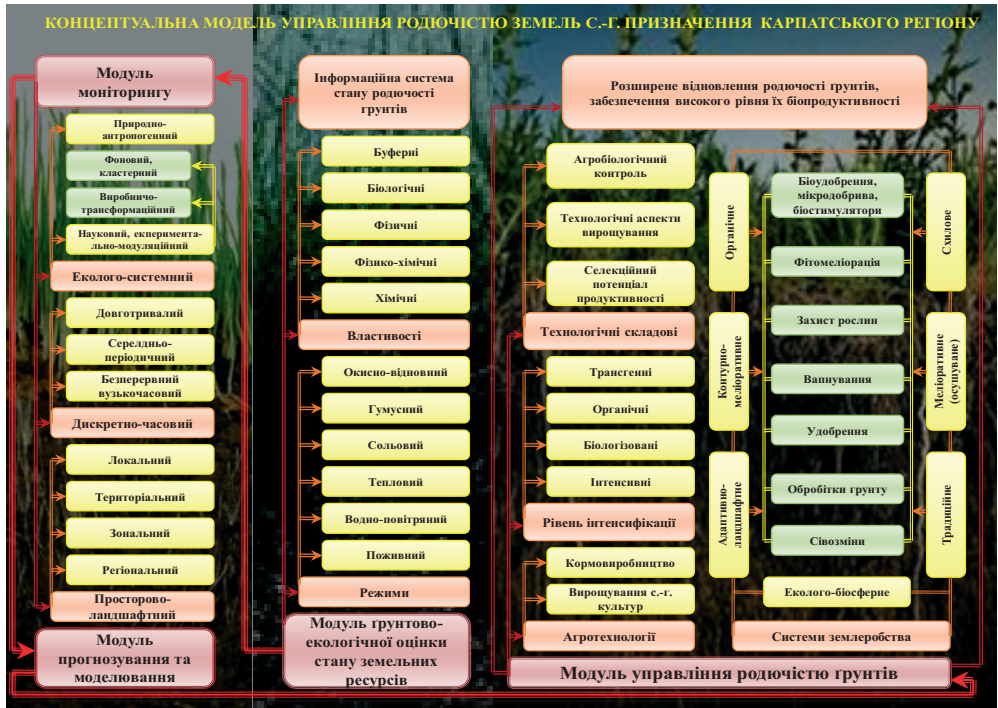 КОНЦЕПТУАЛЬНА МОДЕЛЬ УПРАВЛІННЯ РОДЮЧІСТЮ ЗЕМЕЛЬ С.-Г. ПРИЗНАЧЕННЯ КАРПАТСЬКОГО РЕГІОНУ
Модуль
моніторингу
Природно-
антропогенний
Фоновий,
кластерний
Виробничо-
трансформаційний
Науковий, експеримента-
льно-модуляційний
Еколого-системний
Довготривалий
Серелдньо-
періодичний
Безперервний
вузькочасовий
Дискретно-часовий
Локальний
Територіальний
Зональний
Регіональний
Просторово-
ландшафтний
Модуль
прогнозування та
моделювання
Інформаційна система
стану родючості
ґрунтів
Буферні
Біологічні
Фізичні
Фізико-хімічні
Хімічні
Властивості
Окисно-відновний
Гумусний
Сольовий
Тепловий
Водно-повітряний
Поживний
Режими
Модуль ґрунтово-
екологічної оцінки
стану земельних
ресурсів
Розширене відновлення родючості ґрунтів,
забезпечення високого рівня їх біопродуктивності
Агробіологічний
контроль
Технологічні аспекти
вирощування
Селекційний
потенціал
продуктивності
Технологічні складові
Трансгенні
Органічні
Біологізовані
Інтенсивні
Рівень інтенсифікації
Кормовиробництво
Вирощування с.-г.
культур
Агротехнології
Органічне
Контурно-
меліоративне
Адаптивно-
ландшафтне
Біоудобрення,
мікродобрива,
біостимулятори
Фітомеліорація
Захист рослин
Вапнування
Удобрення
Обробітки ґрунту
Сівозміни
Схилове
Меліоративне
(осушуване)
Традиційне
Еколого-біосферне
Системи землеробства
Модуль управління родючістю ґрунтів